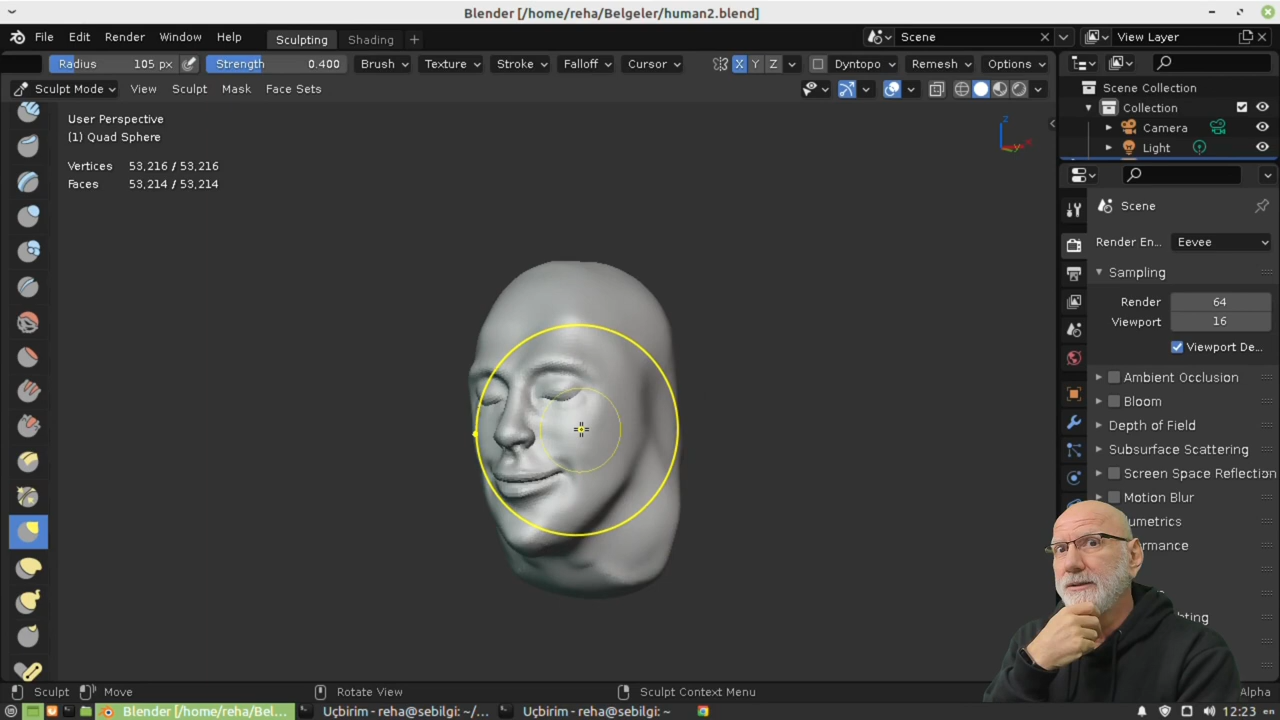 Blender [/home/reha/Belgeler/human2.blend]
File Edit Render Window Help Sculpting Shading + Scene View Layer
Radius 105 px Strength 0.400 Brush Texture Stroke Falloff Cursor X Y Z Dyntopo Remesh Options
Sculpt Mode View Sculpt Mask Face Sets
Scene Collection
Collection
Camera
Light
User Perspective
(1) Quad Sphere
Vertices 53,216 / 53,216
Faces 53,214 / 53,214
Z
Y
Scene
Render En... Eevee
Sampling
Render 64
Viewport 16
Viewport De...
Ambient Occlusion
Bloom
Depth of Field
Subsurface Scattering
Screen Space Reflection
Motion Blur
Sculpt Move Rotate View Sculpt Context Menu Alpha
Blender [/home/reha/Bel... Uçbirim - reha@sebilgi: ~/... Uçbirim - reha@sebilgi: ~ 12:23 en